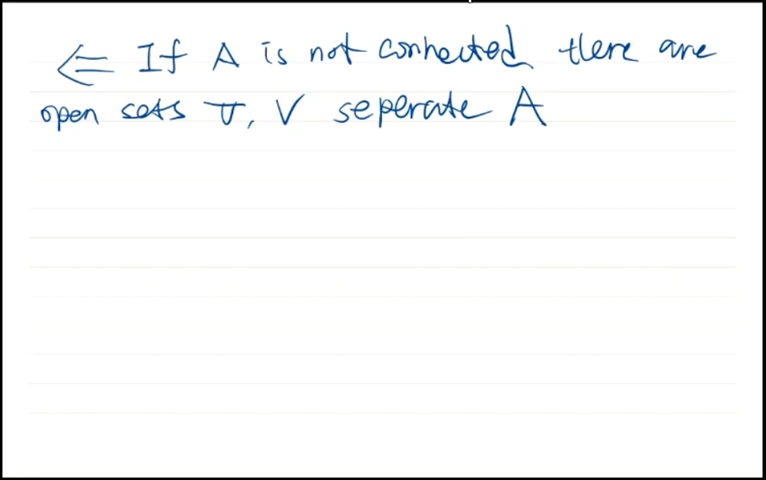 ⇐ If A is not connected there are
open sets U, V seperate A